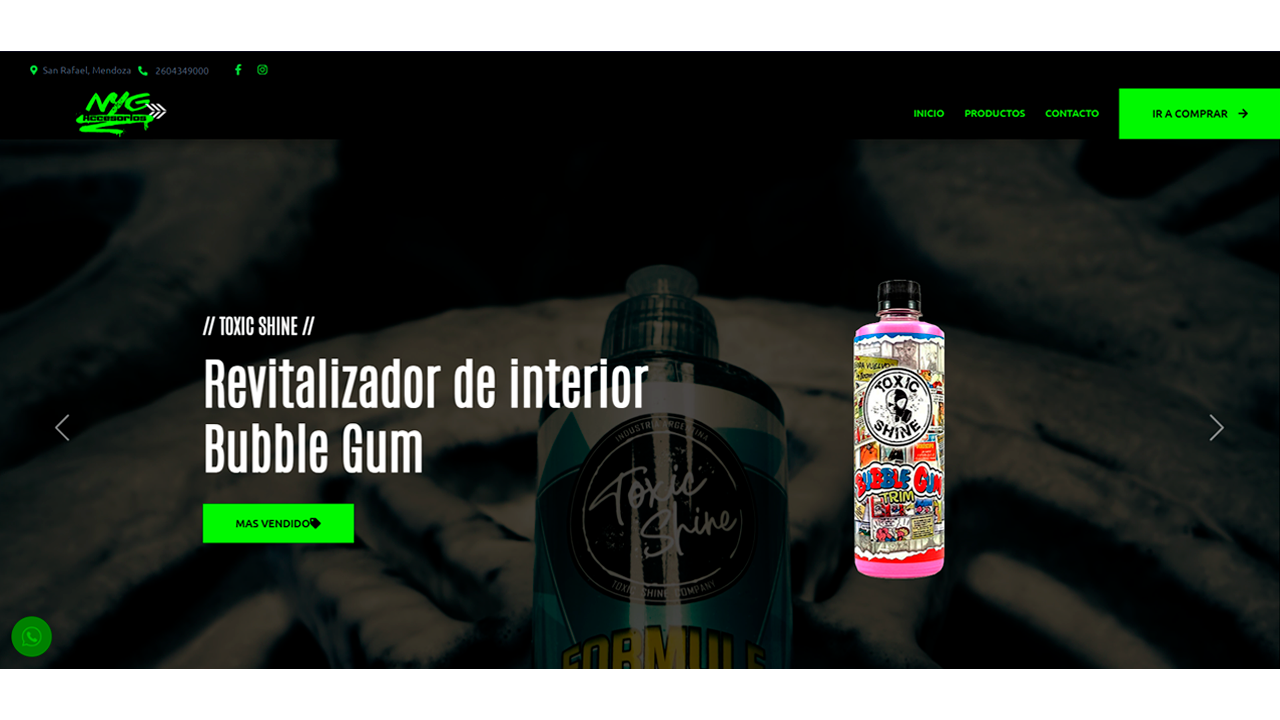 San Rafael, Mendoza 2604349000
NYG
Accesorios
INICIO PRODUCTOS CONTACTO IR A COMPRAR
// TOXIC SHINE //
Revitalizador de interior
Bubble Gum
MAS VENDIDO
INDUSTRIA ARGENTINA
Toxic
Shine
TOXIC SHINE COMPANY
FORMULE
TOXIC
SHINE
BUBBLE GUM
TRIM